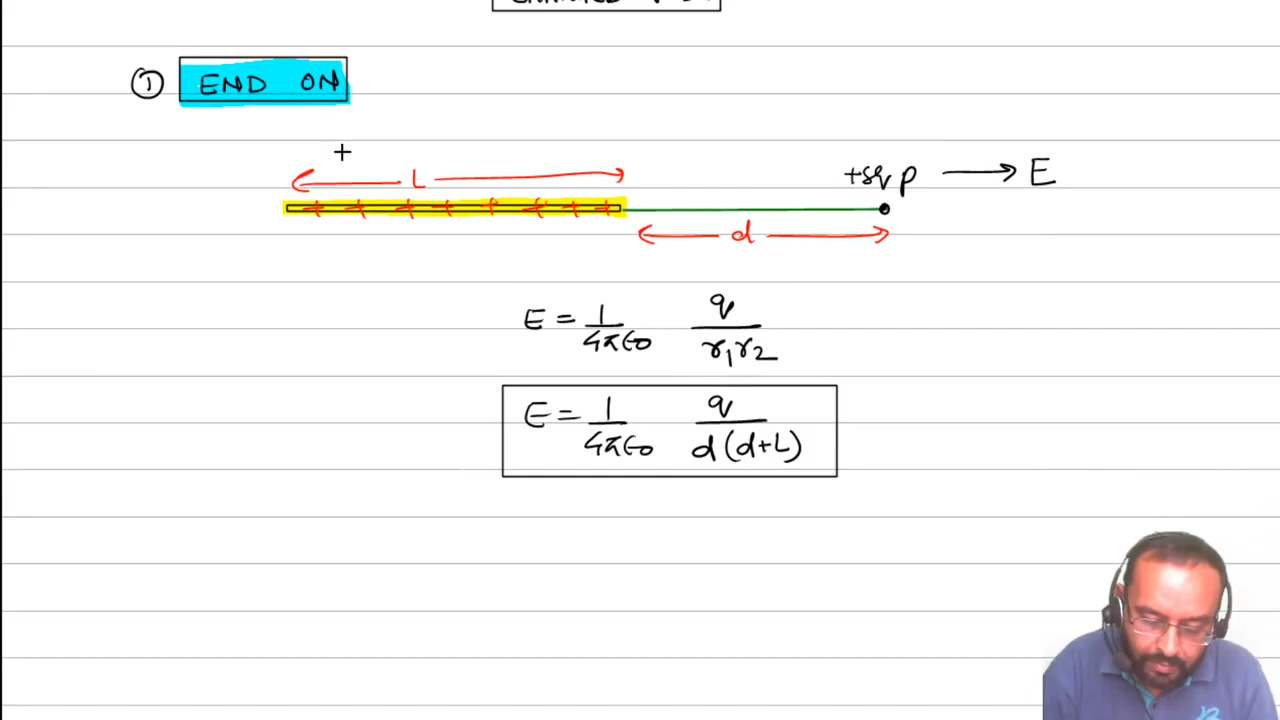 ① END ON
+
L
+sq p → E
d
E = 1/4πε0 q/r1r2
E = 1/4πε0 q/d(d+L)